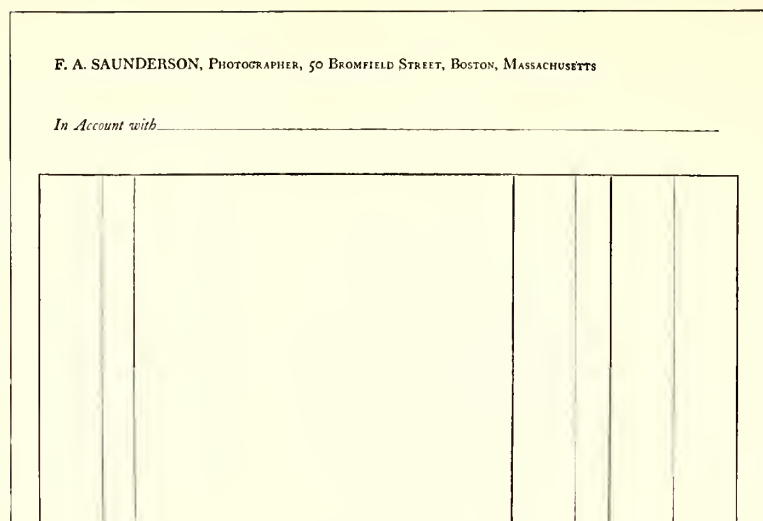 F. A. SAUNDERSON, PHOTOGRAPHER, 50 BROMFIELD STREET, BOSTON, MASSACHUSETTS
In Account with